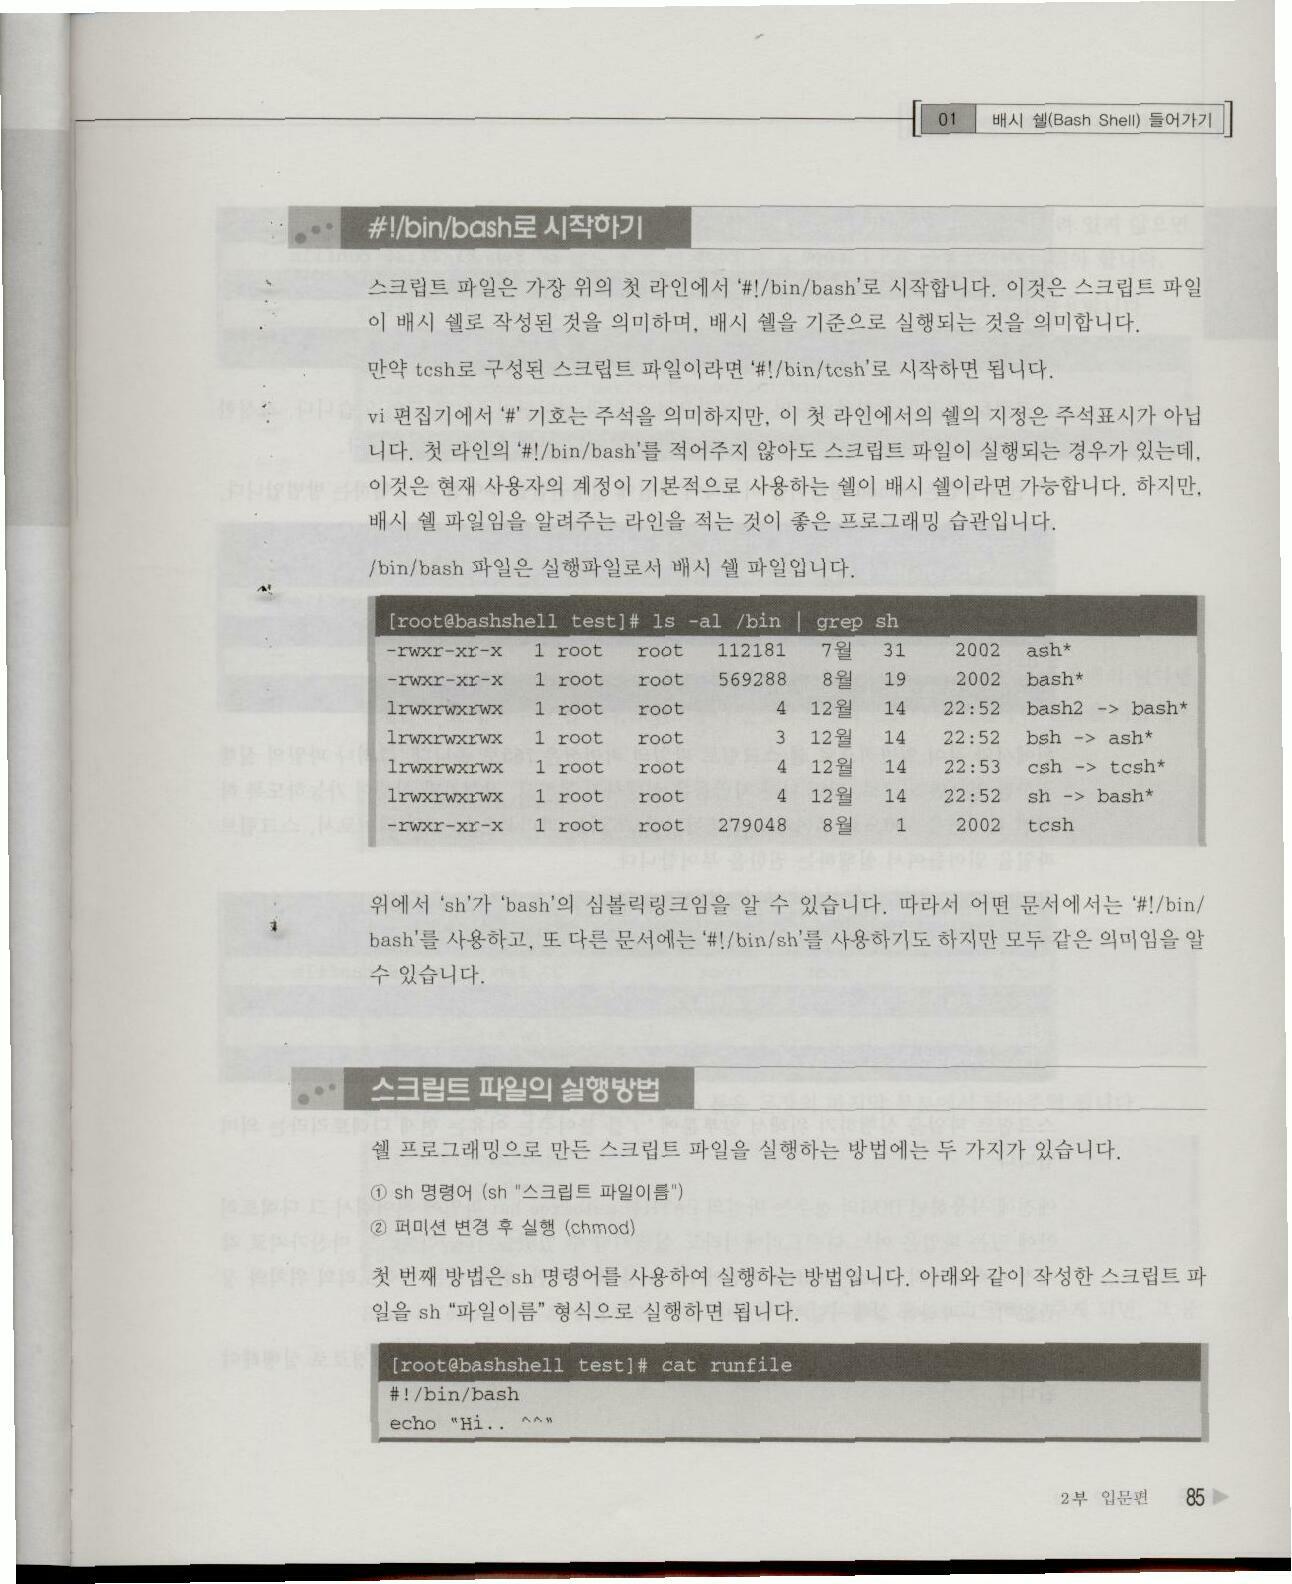 01 배시 쉘(Bash Shell) 들어가기
#!/bin/bash로 시작하기
스크립트 파일은 가장 위의 첫 라인에서 '#!/bin/bash'로 시작합니다. 이것은 스크립트 파일
이 배시 쉘로 작성된 것을 의미하며, 배시 쉘을 기준으로 실행되는 것을 의미합니다.
만약 tcsh로 구성된 스크립트 파일이라면 '#!/bin/tcsh'로 시작하면 됩니다.
vi 편집기에서 '#' 기호는 주석을 의미하지만, 이 첫 라인에서의 쉘의 지정은 주석표시가 아닙
니다. 첫 라인의 '#!/bin/bash'를 적어주지 않아도 스크립트 파일이 실행되는 경우가 있는데,
이것은 현재 사용자의 계정이 기본적으로 사용하는 쉘이 배시 쉘이라면 가능합니다. 하지만,
배시 쉘 파일임을 알려주는 라인을 적는 것이 좋은 프로그래밍 습관입니다.
/bin/bash 파일은 실행파일로서 배시 쉘 파일입니다.
[root@bashshell test]# ls -al /bin | grep sh
-rwxr-xr-x 1 root root 112181 7월 31 2002 ash*
-rwxr-xr-x 1 root root 569288 8월 19 2002 bash*
lrwxrwxrwx 1 root root 4 12월 14 22:52 bash2 -> bash*
lrwxrwxrwx 1 root root 3 12월 14 22:52 bsh -> ash*
lrwxrwxrwx 1 root root 4 12월 14 22:53 csh -> tcsh*
lrwxrwxrwx 1 root root 4 12월 14 22:52 sh -> bash*
-rwxr-xr-x 1 root root 279048 8월 1 2002 tcsh
위에서 'sh'가 'bash'의 심볼릭링크임을 알 수 있습니다. 따라서 어떤 문서에서는 '#!/bin/
bash'를 사용하고, 또 다른 문서에는 '#!/bin/sh'를 사용하기도 하지만 모두 같은 의미임을 알
수 있습니다.
스크립트 파일의 실행방법
쉘 프로그래밍으로 만든 스크립트 파일을 실행하는 방법에는 두 가지가 있습니다.
① sh 명령어 (sh "스크립트 파일이름")
② 퍼미션 변경 후 실행 (chmod)
첫 번째 방법은 sh 명령어를 사용하여 실행하는 방법입니다. 아래와 같이 작성한 스크립트 파
일을 sh "파일이름" 형식으로 실행하면 됩니다.
[root@bashshell test]# cat runfile
#!/bin/bash
echo "Hi.. ^^"
2부 입문편 85